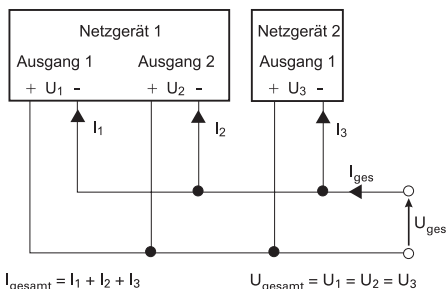 Netzgerät 1
Netzgerät 2
Ausgang 1
Ausgang 2
Ausgang 1
+ U1 -
+ U2 -
+ U3 -
I1
I2
I3
Iges
Uges
Igesamt = I1 + I2 + I3
Ugesamt = U1 = U2 = U3